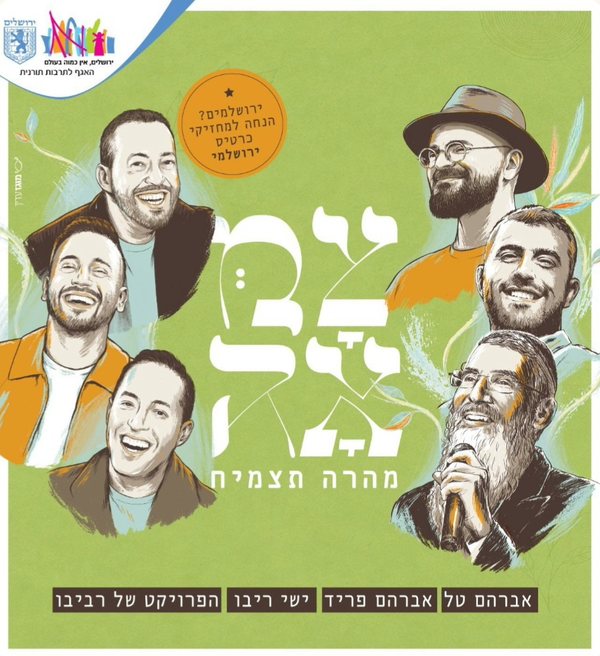 ירושלים
ירושלים, אין כמוה בעולם
האגף לתרבות תורנית
ירושלמים?
הנחה למחזיקי
כרטיס
ירושלמי
צָמְ
אָה
מהרה תצמיח
אברהם טל אברהם פריד ישי ריבו הפרויקט של רביבו